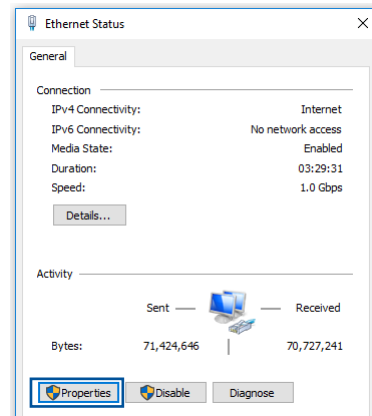 Ethernet Status
General
Connection
IPv4 Connectivity: Internet
IPv6 Connectivity: No network access
Media State: Enabled
Duration: 03:29:31
Speed: 1.0 Gbps
Details...
Activity
Sent Received
Bytes: 71,424,646 70,727,241
Properties Disable Diagnose